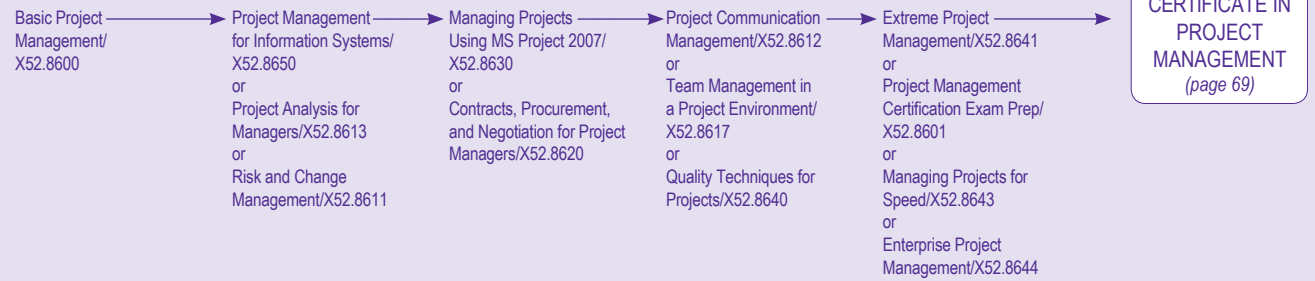 Basic Project
Management/
X52.8600
Project Management
for Information Systems/
X52.8650
or
Project Analysis for
Managers/X52.8613
or
Risk and Change
Management/X52.8611
Managing Projects
Using MS Project 2007/
X52.8630
or
Contracts, Procurement,
and Negotiation for Project
Managers/X52.8620
Project Communication
Management/X52.8612
or
Team Management in
a Project Environment/
X52.8617
or
Quality Techniques for
Projects/X52.8640
Extreme Project
Management/X52.8641
or
Project Management
Certification Exam Prep/
X52.8601
or
Managing Projects for
Speed/X52.8643
or
Enterprise Project
Management/X52.8644
CERTIFICATE IN
PROJECT
MANAGEMENT
(page 69)